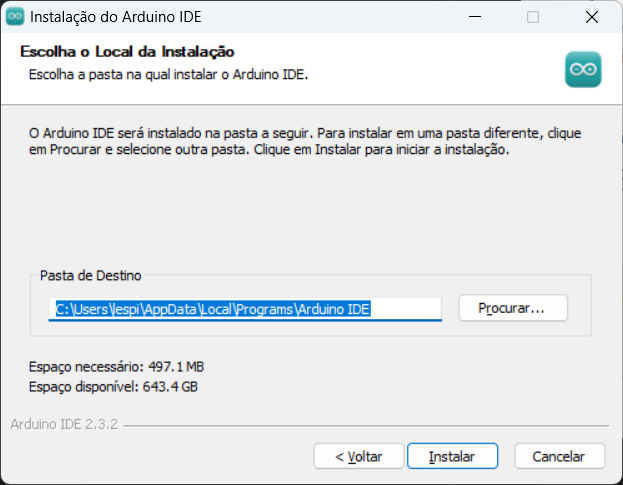 Instalação do Arduino IDE
Escolha o Local da Instalação
Escolha a pasta na qual instalar o Arduino IDE.
O Arduino IDE será instalado na pasta a seguir. Para instalar em uma pasta diferente, clique
em Procurar e selecione outra pasta. Clique em Instalar para iniciar a instalação.
Pasta de Destino
C:\Users\lespi\AppData\Local\Programs\Arduino IDE
Procurar...
Espaço necessário: 497.1 MB
Espaço disponível: 643.4 GB
Arduino IDE 2.3.2
< Voltar
Instalar
Cancelar